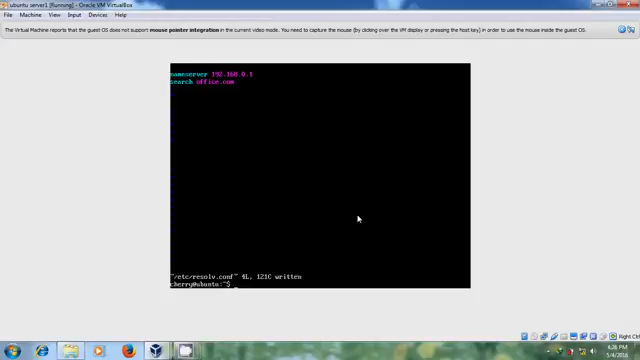 ubuntu server1 [Running] - Oracle VM VirtualBox
File Machine View Input Devices Help
The Virtual Machine reports that the guest OS does not support mouse pointer integration in the current video mode. You need to capture the mouse (by clicking over the VM display or pressing the host key) in order to use the mouse inside the guest OS.
nameserver 192.168.0.1
search office.com
"/etc/resolv.conf" 4L, 121C written
cherry@ubuntu:~$ _
Right Ctrl
4:26 PM
5/4/2016